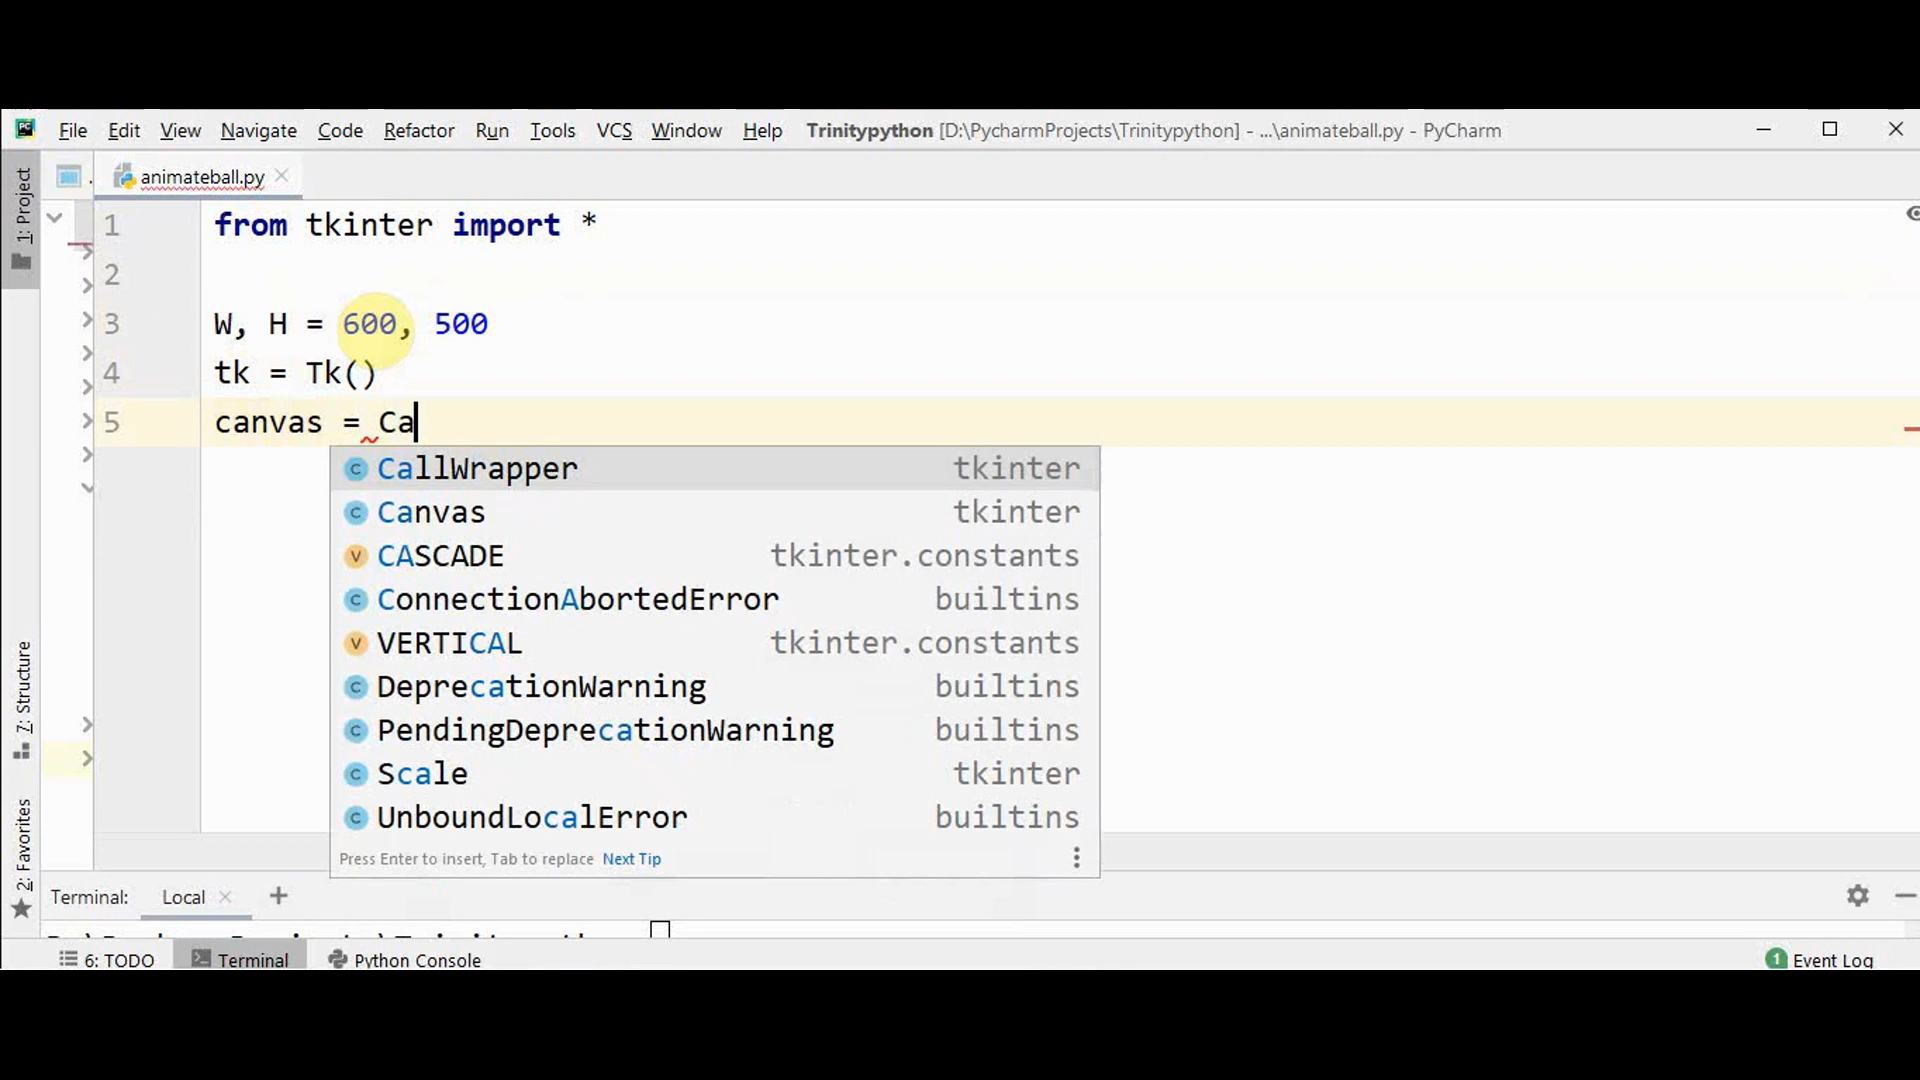 File Edit View Navigate Code Refactor Run Tools VCS Window Help Trinitypython [D:\PycharmProjects\Trinitypython] - ...\animateball.py - PyCharm
1: Project
animateball.py
1 from tkinter import *
2
3 W, H = 600, 500
4 tk = Tk()
5 canvas = Ca
CallWrapper tkinter
Canvas tkinter
CASCADE tkinter.constants
ConnectionAbortedError builtins
VERTICAL tkinter.constants
DeprecationWarning builtins
PendingDeprecationWarning builtins
Scale tkinter
UnboundLocalError builtins
Press Enter to insert, Tab to replace Next Tip
7: Structure
2: Favorites
Terminal: Local
6: TODO Terminal Python Console 1 Event Log